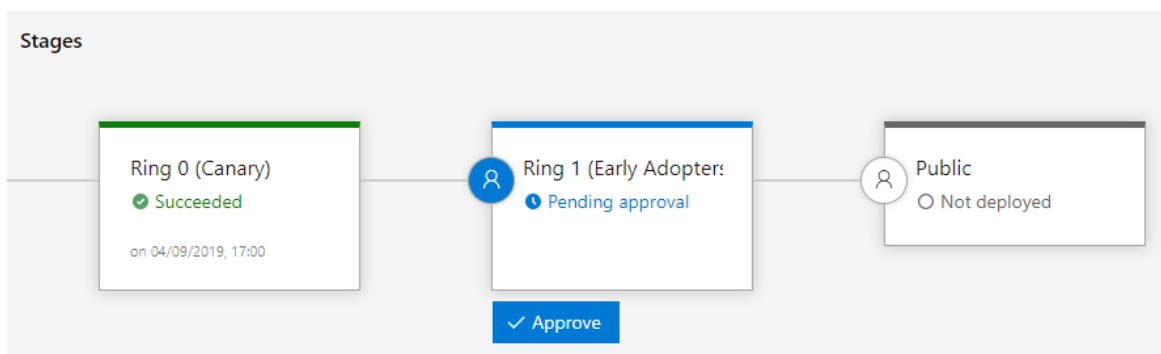 Stages
Ring 0 (Canary)
Succeeded
on 04/09/2019, 17:00
Ring 1 (Early Adopters
Pending approval
Approve
Public
Not deployed